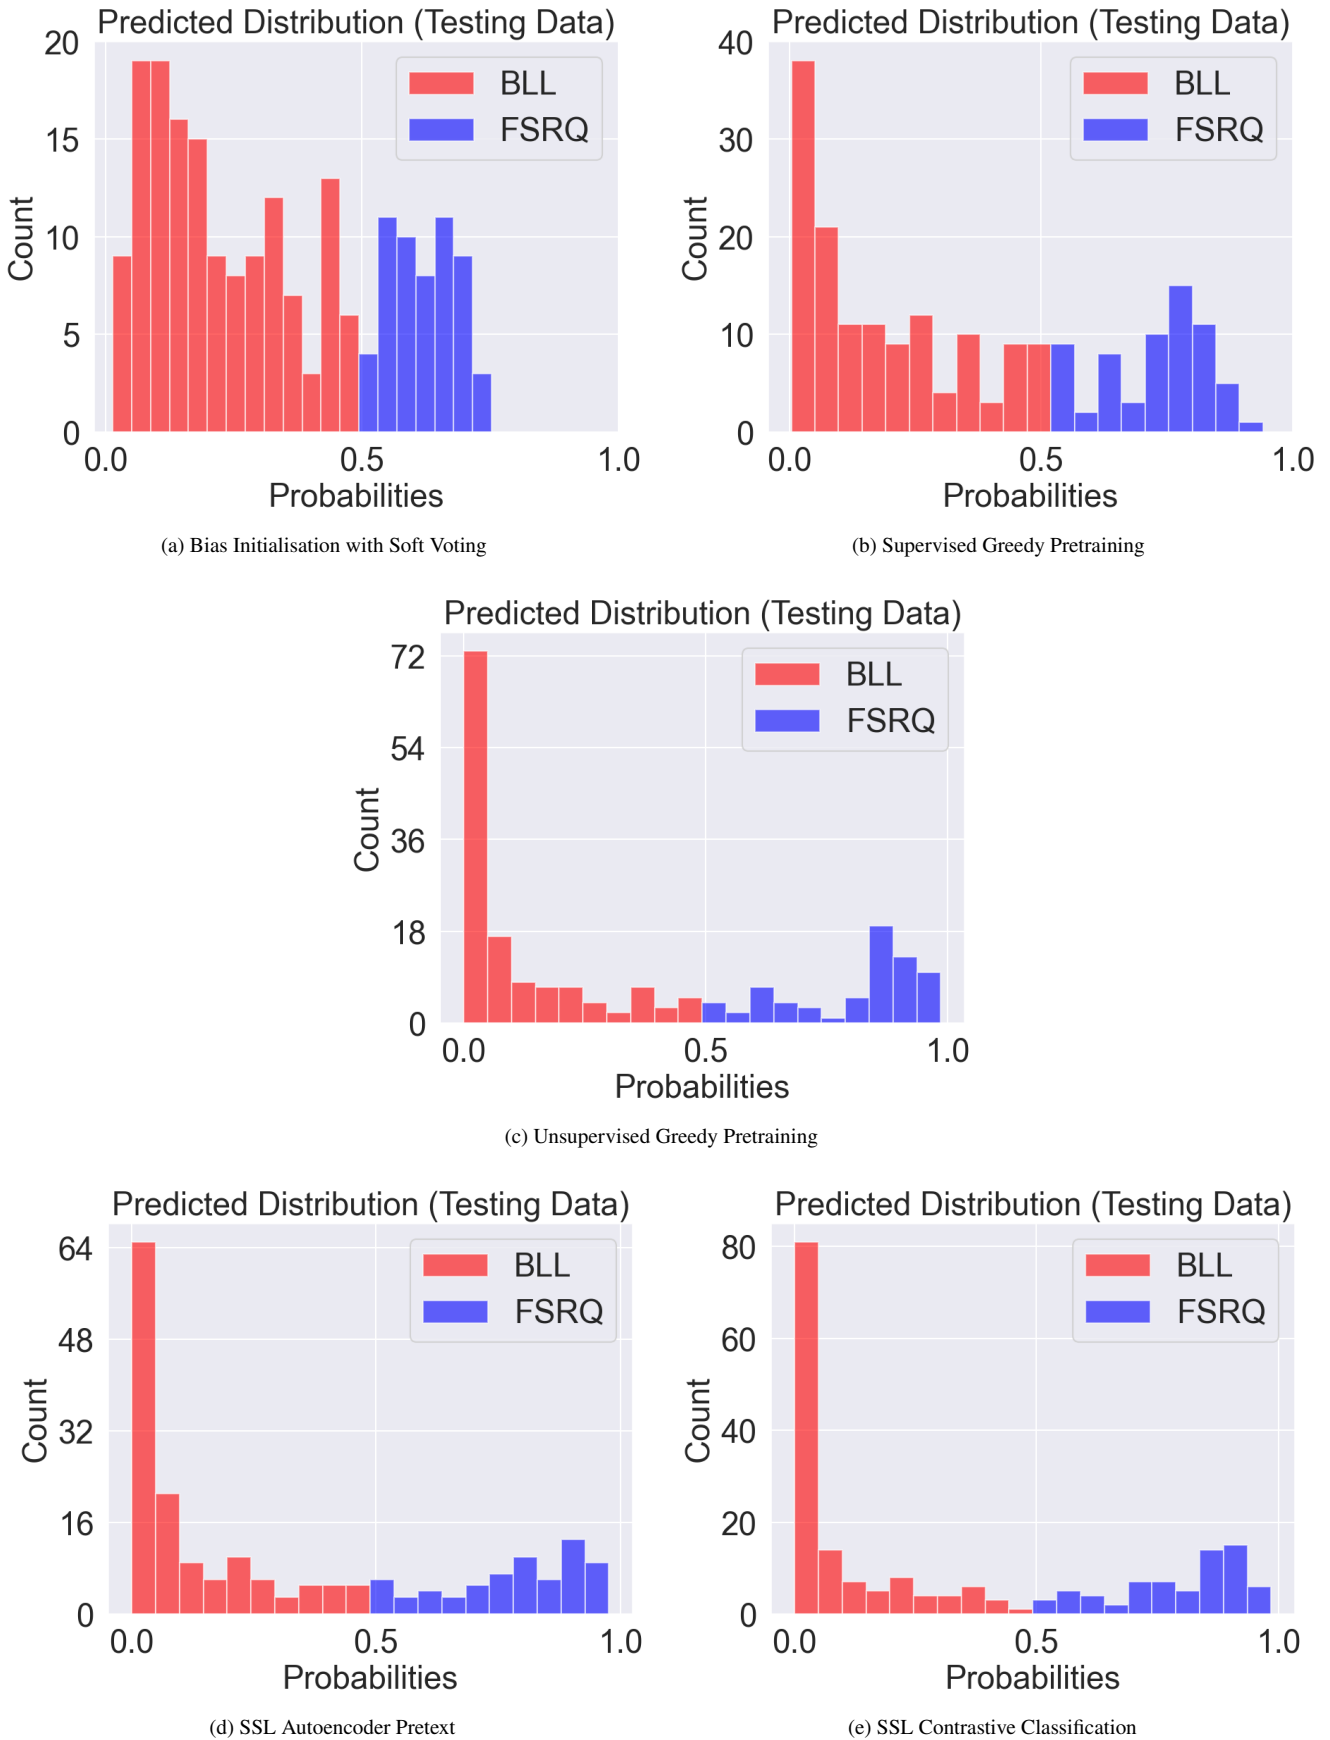 Predicted Distribution (Testing Data)
20
15
10
5
0
Count
BLL
FSRQ
0.0 0.5 1.0
Probabilities
(a) Bias Initialisation with Soft Voting
Predicted Distribution (Testing Data)
40
30
20
10
0
Count
BLL
FSRQ
0.0 0.5 1.0
Probabilities
(b) Supervised Greedy Pretraining
Predicted Distribution (Testing Data)
72
54
36
18
0
Count
BLL
FSRQ
0.0 0.5 1.0
Probabilities
(c) Unsupervised Greedy Pretraining
Predicted Distribution (Testing Data)
64
48
32
16
0
Count
BLL
FSRQ
0.0 0.5 1.0
Probabilities
(d) SSL Autoencoder Pretext
Predicted Distribution (Testing Data)
80
60
40
20
0
Count
BLL
FSRQ
0.0 0.5 1.0
Probabilities
(e) SSL Contrastive Classification